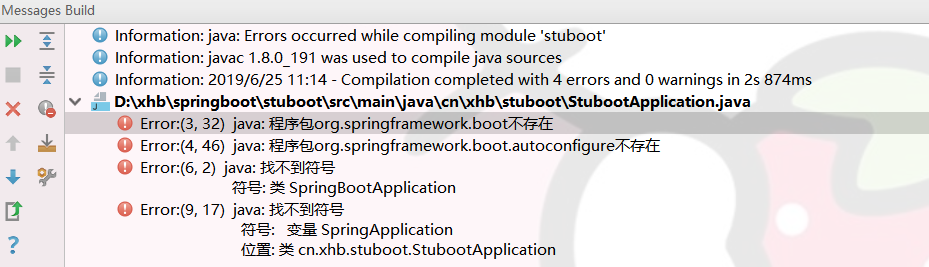 Messages Build
Information: java: Errors occurred while compiling module 'stuboot'
Information: javac 1.8.0_191 was used to compile java sources
Information: 2019/6/25 11:14 - Compilation completed with 4 errors and 0 warnings in 2s 874ms
D:\xhb\springboot\stuboot\src\main\java\cn\xhb\stuboot\StubootApplication.java
Error:(3, 32) java: 程序包org.springframework.boot不存在
Error:(4, 46) java: 程序包org.springframework.boot.autoconfigure不存在
Error:(6, 2) java: 找不到符号
符号: 类 SpringBootApplication
Error:(9, 17) java: 找不到符号
符号: 变量 SpringApplication
位置: 类 cn.xhb.stuboot.StubootApplication